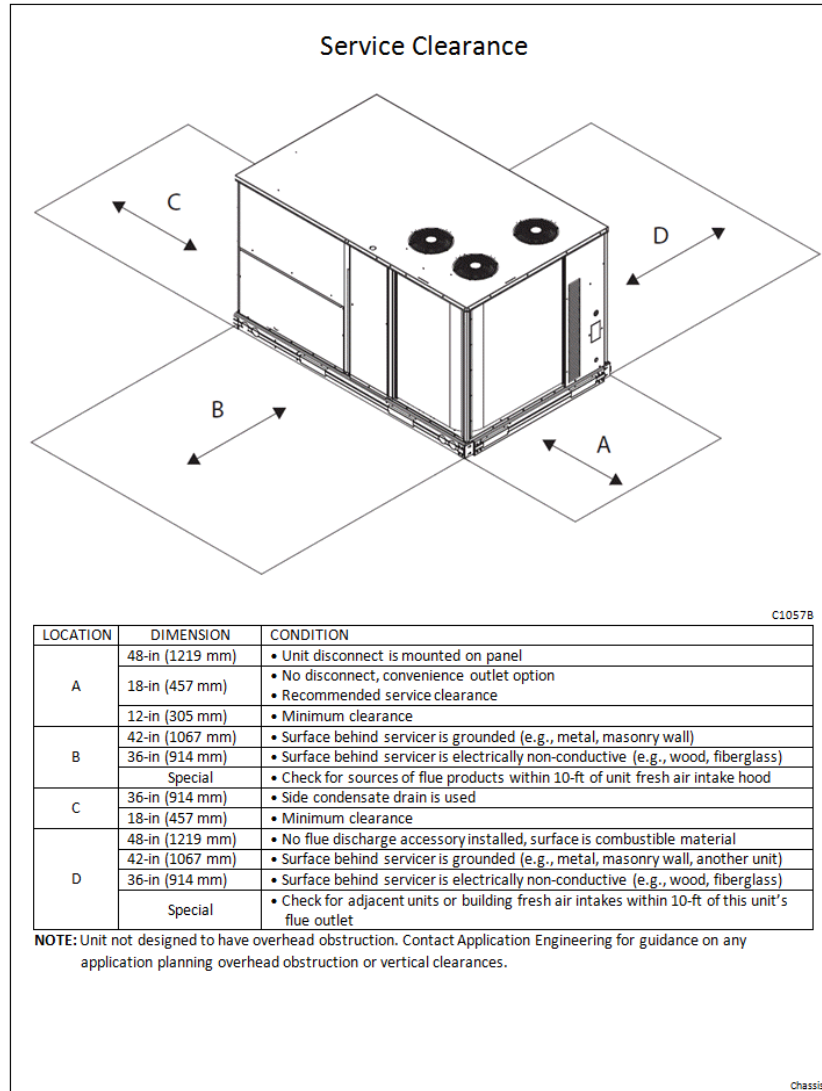 Service Clearance
C
D
B
A
C1057B
LOCATION DIMENSION CONDITION
A
48-in (1219 mm) • Unit disconnect is mounted on panel
18-in (457 mm) • No disconnect, convenience outlet option
• Recommended service clearance
12-in (305 mm) • Minimum clearance
B
42-in (1067 mm) • Surface behind servicer is grounded (e.g., metal, masonry wall)
36-in (914 mm) • Surface behind servicer is electrically non-conductive (e.g., wood, fiberglass)
Special • Check for sources of flue products within 10-ft of unit fresh air intake hood
C
36-in (914 mm) • Side condensate drain is used
18-in (457 mm) • Minimum clearance
D
48-in (1219 mm) • No flue discharge accessory installed, surface is combustible material
42-in (1067 mm) • Surface behind servicer is grounded (e.g., metal, masonry wall, another unit)
36-in (914 mm) • Surface behind servicer is electrically non-conductive (e.g., wood, fiberglass)
Special • Check for adjacent units or building fresh air intakes within 10-ft of this unit's
flue outlet
NOTE: Unit not designed to have overhead obstruction. Contact Application Engineering for guidance on any
application planning overhead obstruction or vertical clearances.
Chassis